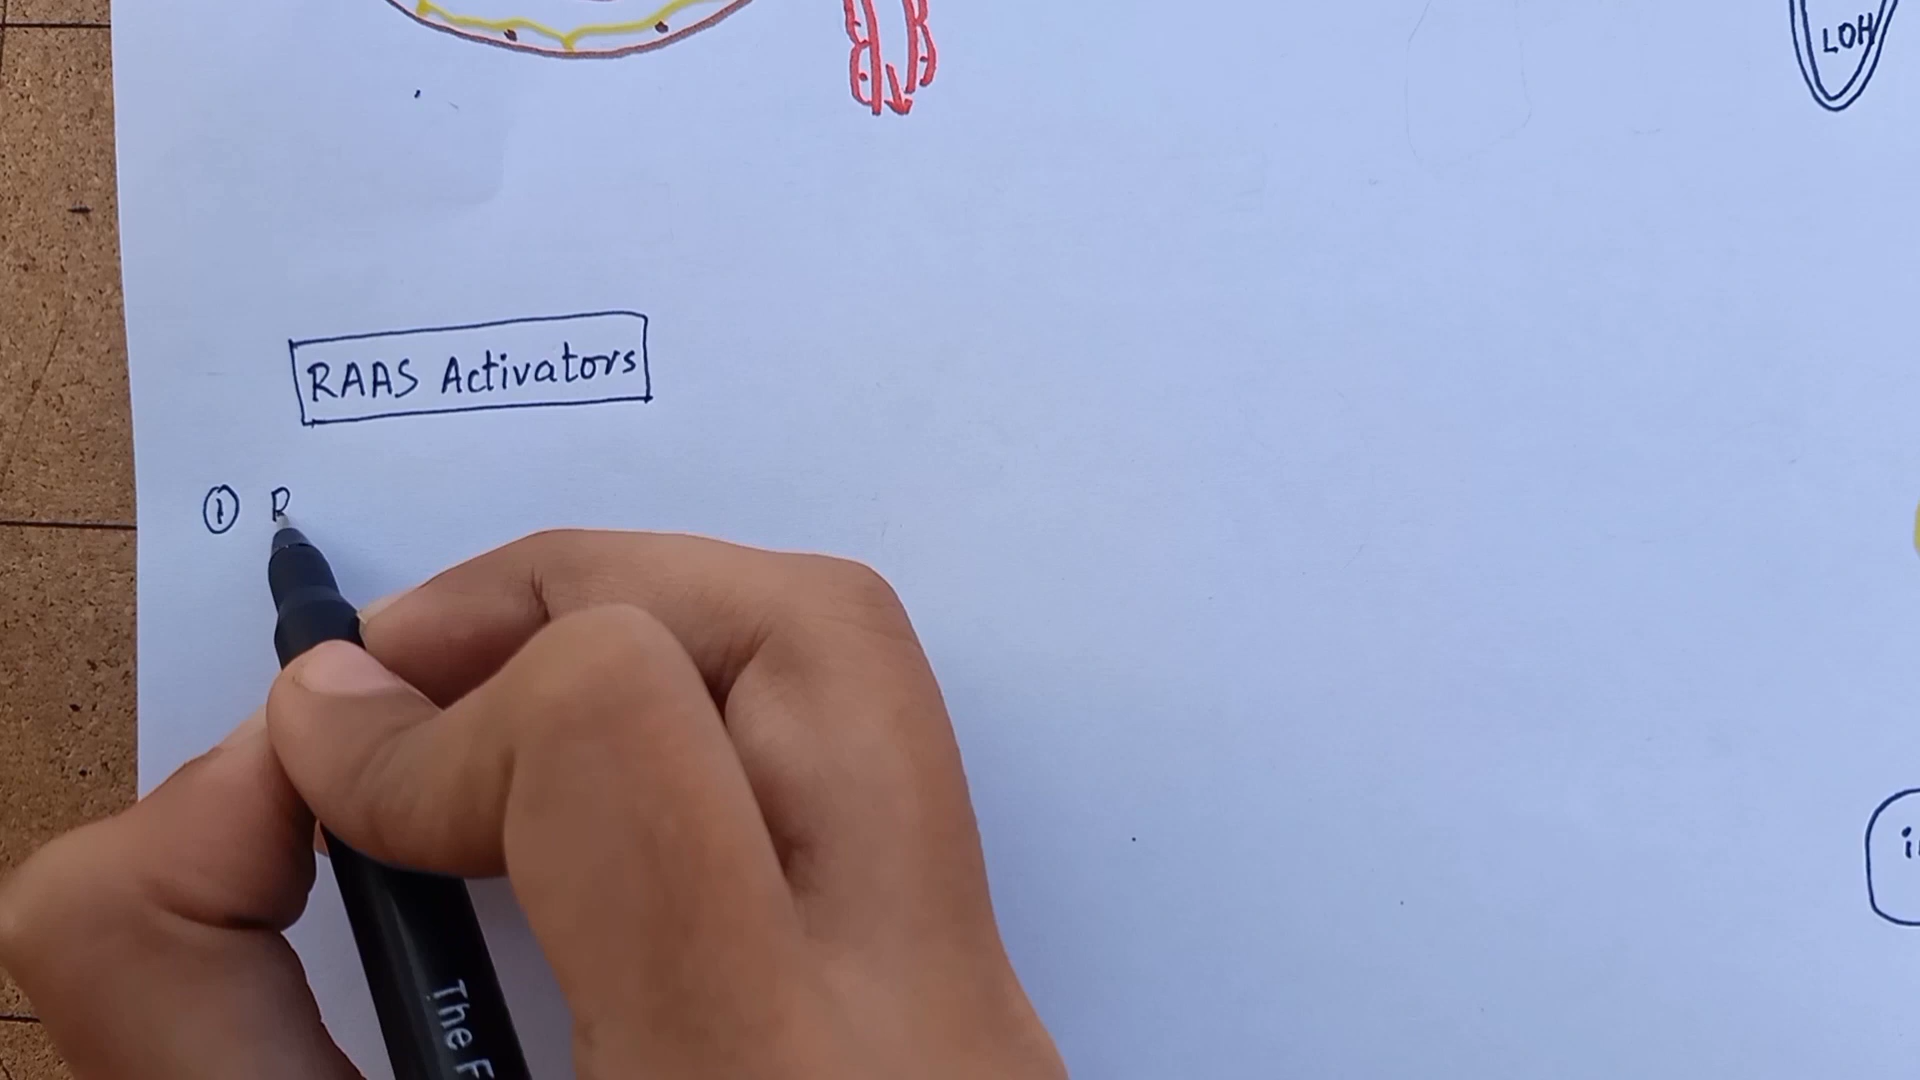 LOH
RAAS Activators
① R
The F